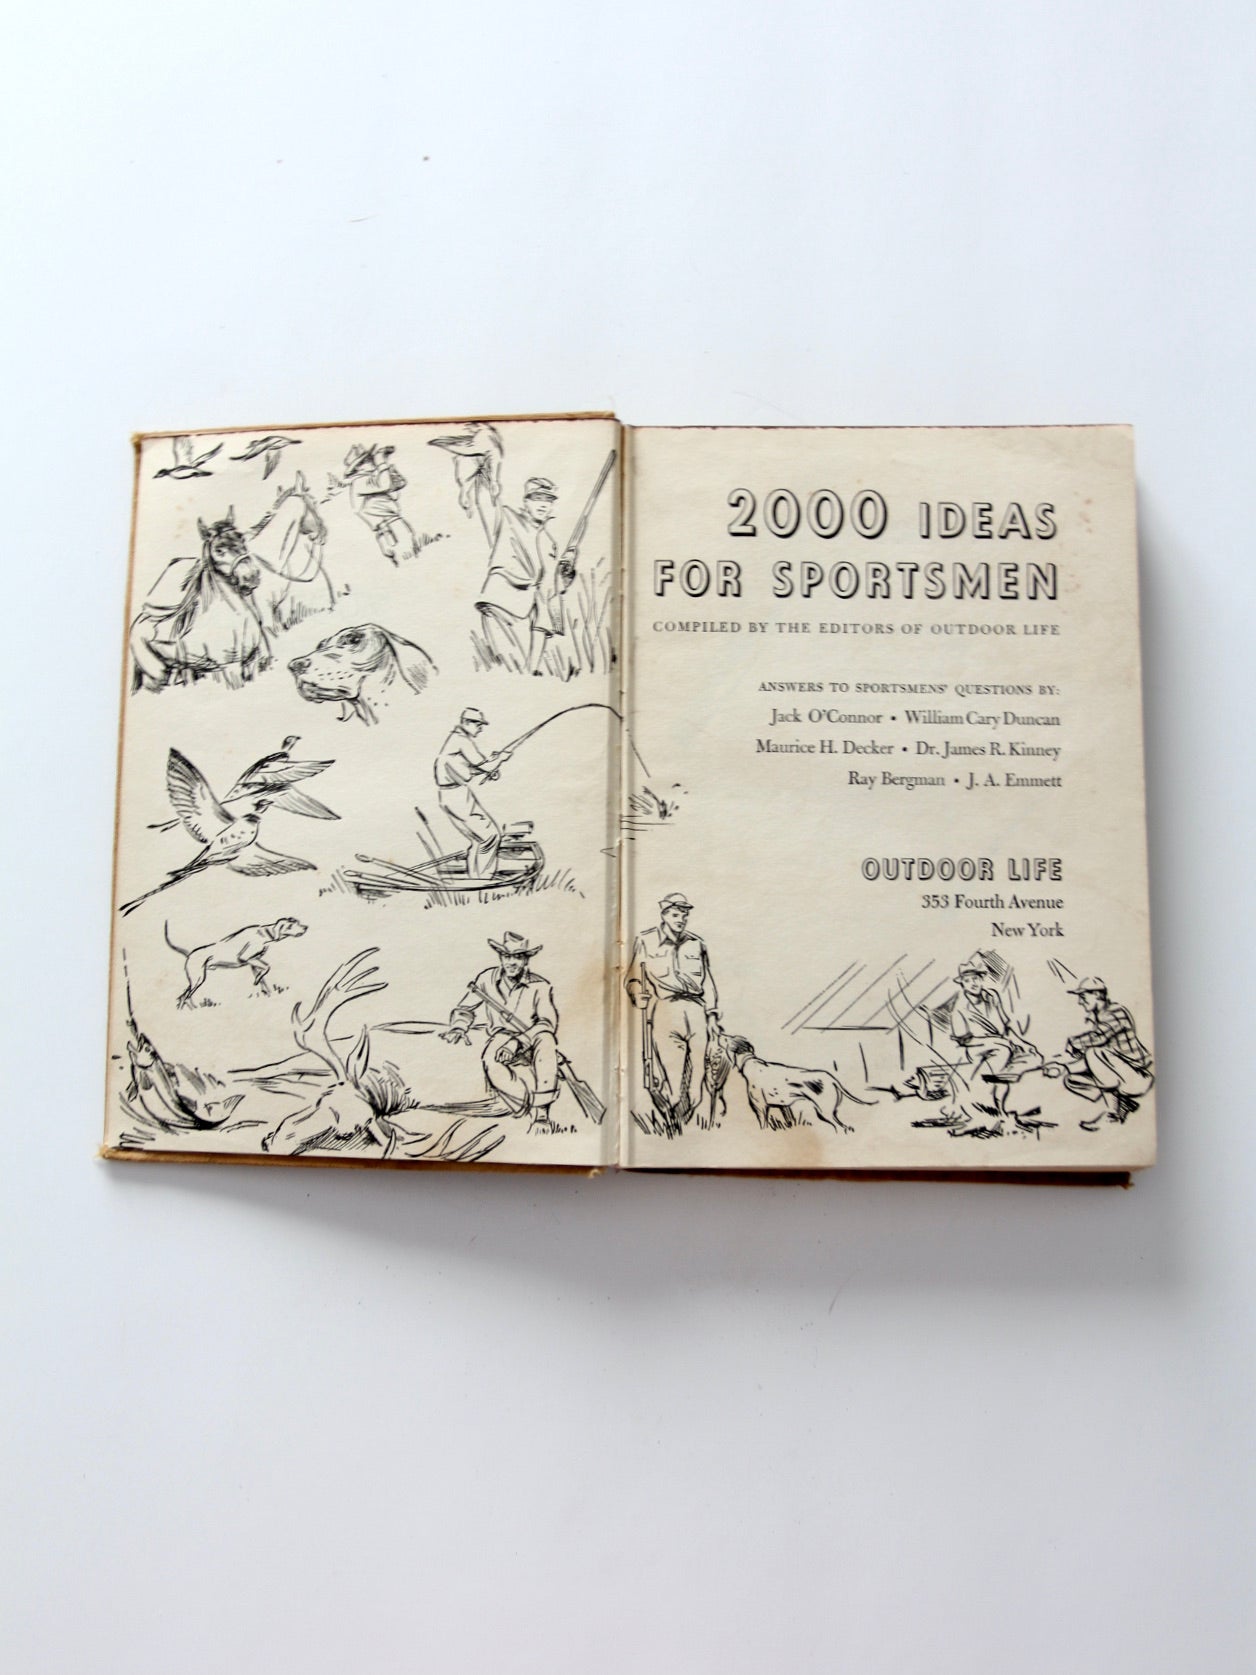 2000 IDEAS
FOR SPORTSMEN
COMPILED BY THE EDITORS OF OUTDOOR LIFE
ANSWERS TO SPORTSMENS' QUESTIONS BY:
Jack O'Connor • William Cary Duncan
Maurice H. Decker • Dr. James R. Kinney
Ray Bergman • J. A. Emmett
OUTDOOR LIFE
353 Fourth Avenue
New York